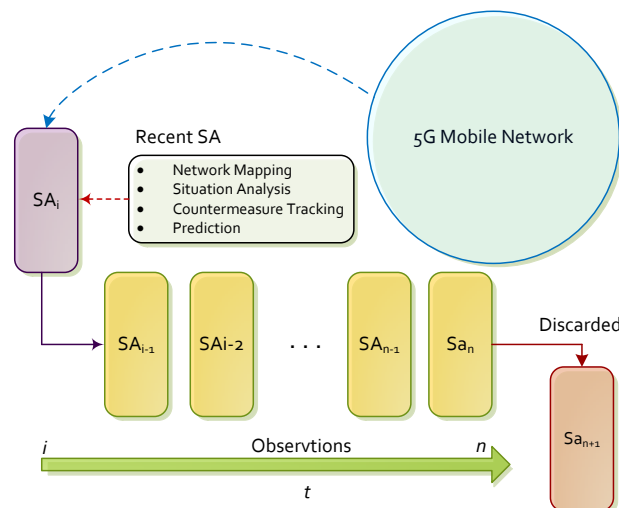 5G Mobile Network
Recent SA
• Network Mapping
• Situation Analysis
• Countermeasure Tracking
• Prediction
SAᵢ
SAᵢ₋₁
SAi-2
. . .
SAₙ₋₁
Saₙ
Discarded
Saₙ₊₁
i
Observtions
n
t